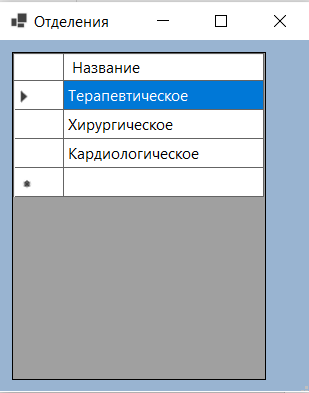 Отделения
Название
Терапевтическое
Хирургическое
Кардиологическое